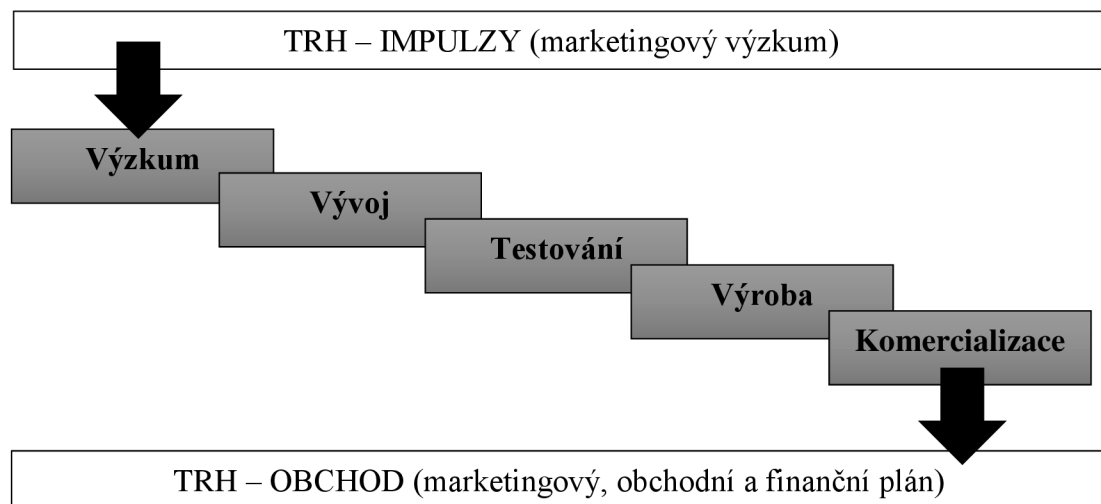 TRH – IMPULZY (marketingový výzkum)
Výzkum
Vývoj
Testování
Výroba
Komercializace
TRH – OBCHOD (marketingový, obchodní a finanční plán)